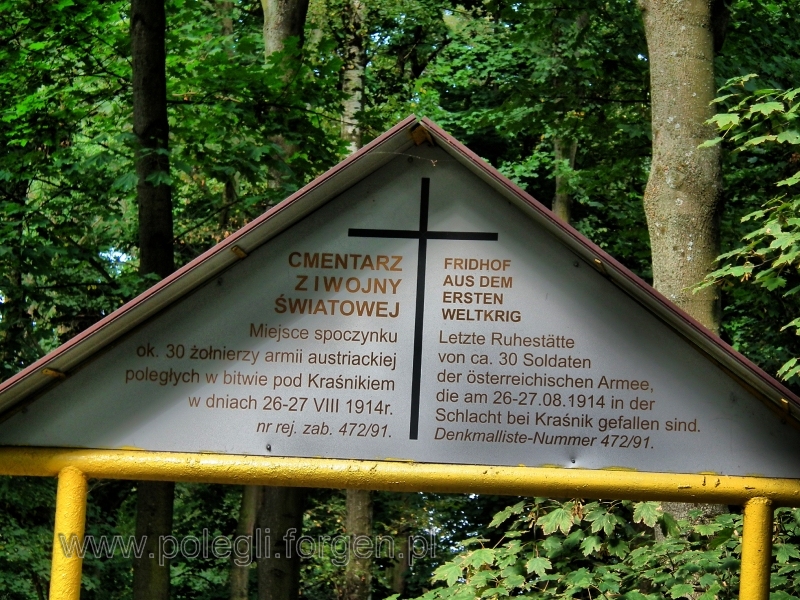 CMENTARZ
Z I WOJNY
ŚWIATOWEJ
Miejsce spoczynku
ok. 30 żołnierzy armii austriackiej
poległych w bitwie pod Kraśnikiem
w dniach 26-27 VIII 1914r.
nr rej. zab. 472/91.
FRIDHOF
AUS DEM
ERSTEN
WELTKRIG
Letzte Ruhestätte
von ca. 30 Soldaten
der österreichischen Armee,
die am 26-27.08.1914 in der
Schlacht bei Kraśnik gefallen sind.
Denkmalliste-Nummer 472/91.
www.polegli.forgen.pl